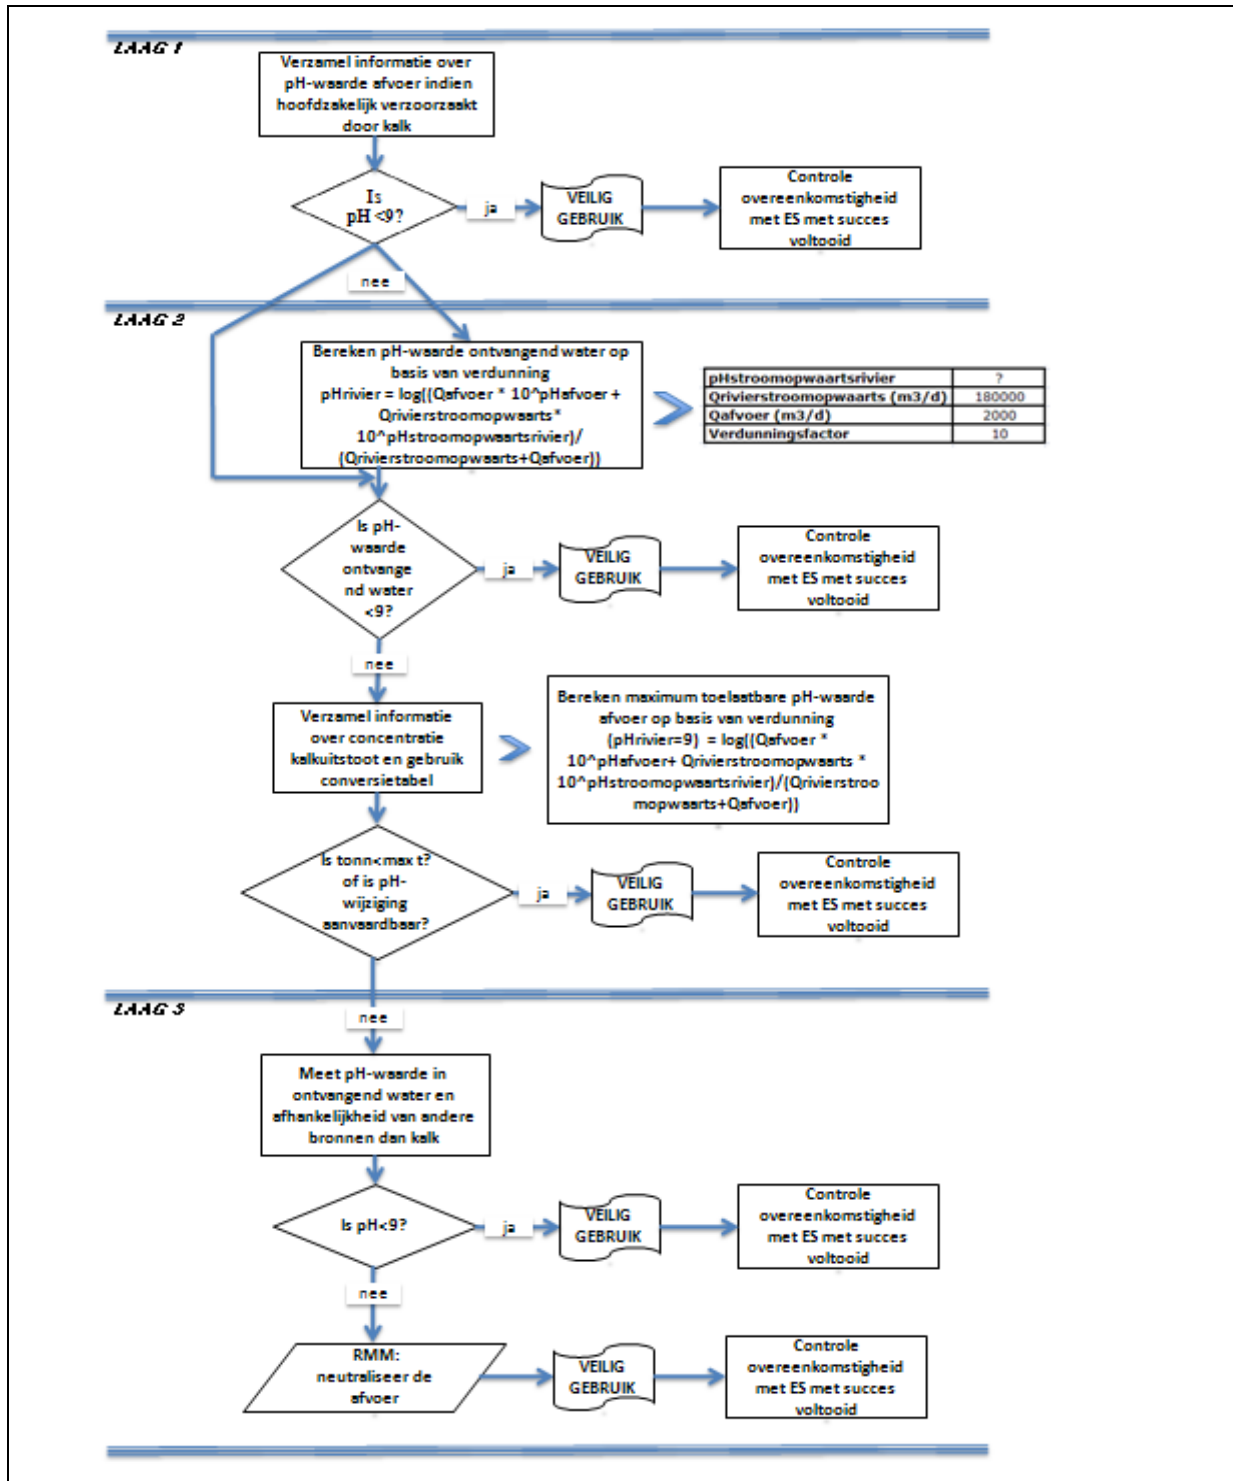 LAAG 1
Verzamel informatie over
pH-waarde afvoer indien
hoofdzakelijk verzoorzaakt
door kalk
Is
pH <9?
ja
VEILIG
GEBRUIK
Controle
overeenkomstigheid
met ES met succes
voltooid
nee
LAAG 2
Bereken pH-waarde ontvangend water op
basis van verdunning
pHrivier = log((Qafvoer * 10^pHafvoer +
Qrivierstroomopwaarts*
10^pHstroomopwaartsrivier)/
(Qrivierstroomopwaarts+Qafvoer))
pHstroomopwaartsrivier ?
Qrivierstroomopwaarts (m3/d) 180000
Qafvoer (m3/d) 2000
Verdunningsfactor 10
Is pH-
waarde
ontvange
nd water
<9?
ja
VEILIG
GEBRUIK
Controle
overeenkomstigheid
met ES met succes
voltooid
nee
Verzamel informatie
over concentratie
kalkuitstoot en gebruik
conversietabel
Bereken maximum toelaatbare pH-waarde
afvoer op basis van verdunning
(pHrivier=9) = log((Qafvoer *
10^pHafvoer+ Qrivierstroomopwaarts *
10^pHstroomopwaartsrivier)/(Qrivierstroo
mopwaarts+Qafvoer))
Is tonn<max t?
of is pH-
wijziging
aanvaardbaar?
ja
VEILIG
GEBRUIK
Controle
overeenkomstigheid
met ES met succes
voltooid
LAAG 3
nee
Meet pH-waarde in
ontvangend water en
afhankelijkheid van andere
bronnen dan kalk
Is pH<9?
ja
VEILIG
GEBRUIK
Controle
overeenkomstigheid
met ES met succes
voltooid
nee
RMM:
neutraliseer de
afvoer
VEILIG
GEBRUIK
Controle
overeenkomstigheid
met ES met succes
voltooid